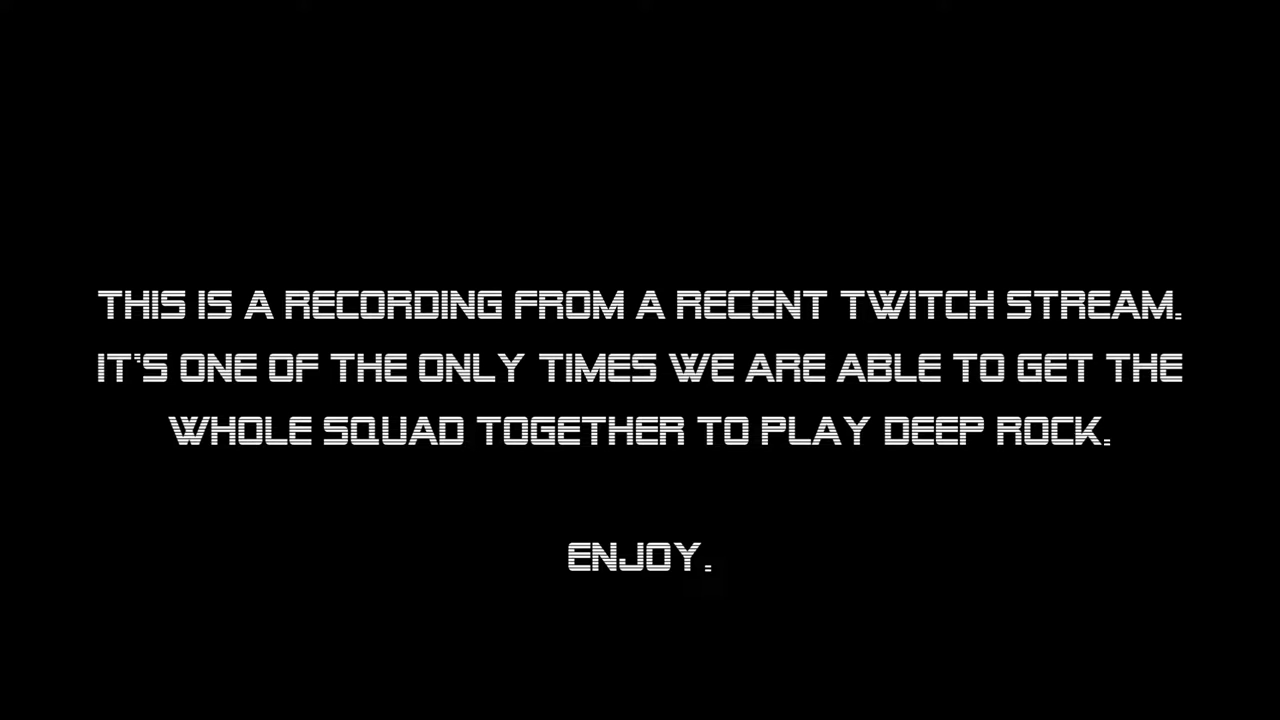 THIS IS A RECORDING FROM A RECENT TWITCH STREAM.
IT'S ONE OF THE ONLY TIMES WE ARE ABLE TO GET THE
WHOLE SQUAD TOGETHER TO PLAY DEEP ROCK.
ENJOY.